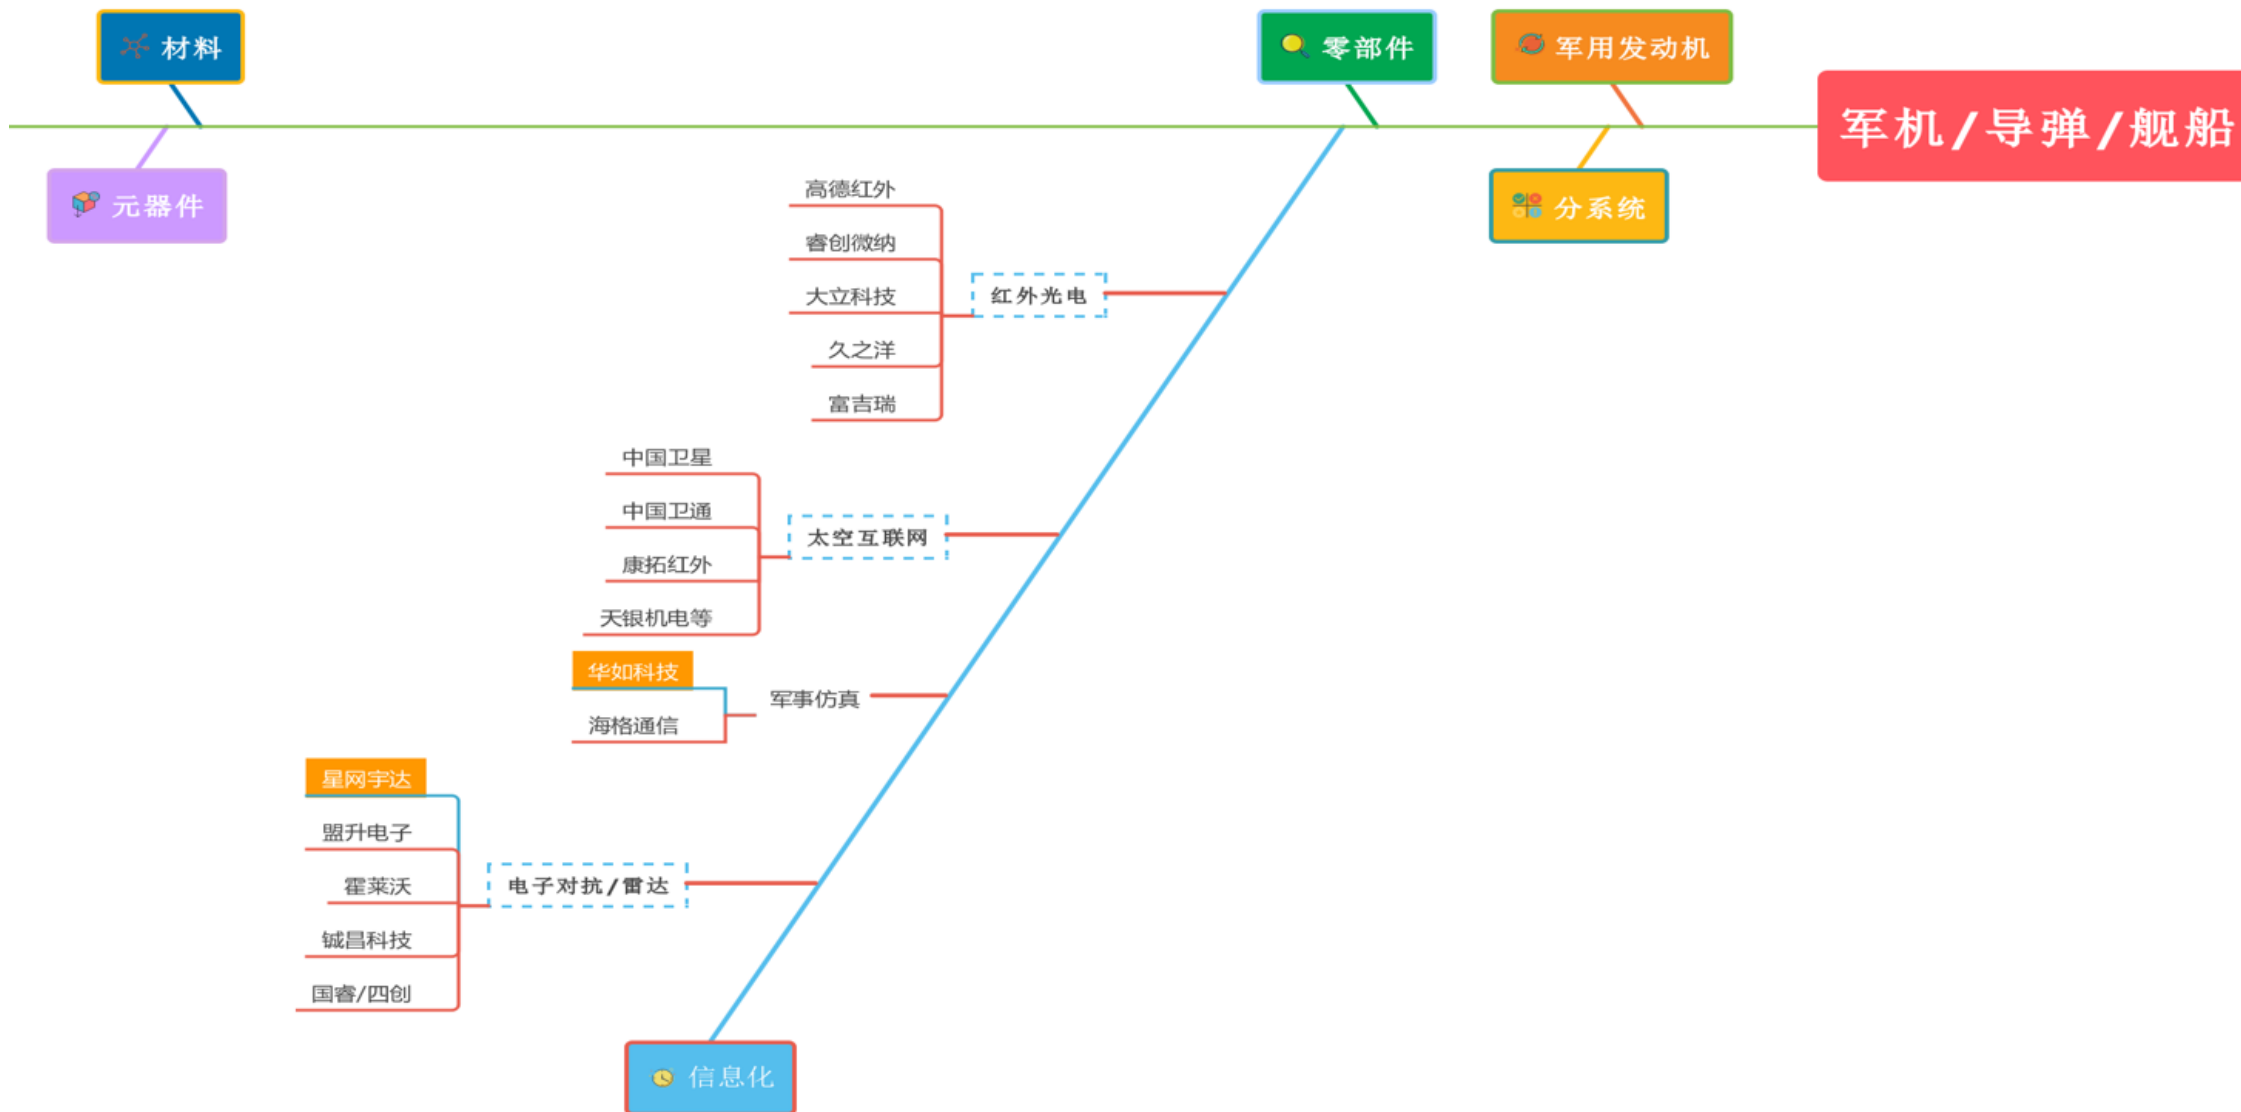 材料
零部件
军用发动机
军机/导弹/舰船
元器件
分系统
高德红外
睿创微纳
大立科技
久之洋
富吉瑞
红外光电
中国卫星
中国卫通
康拓红外
天银机电等
太空互联网
华如科技
海格通信
军事仿真
星网宇达
盟升电子
霍莱沃
铖昌科技
国睿/四创
电子对抗/雷达
信息化